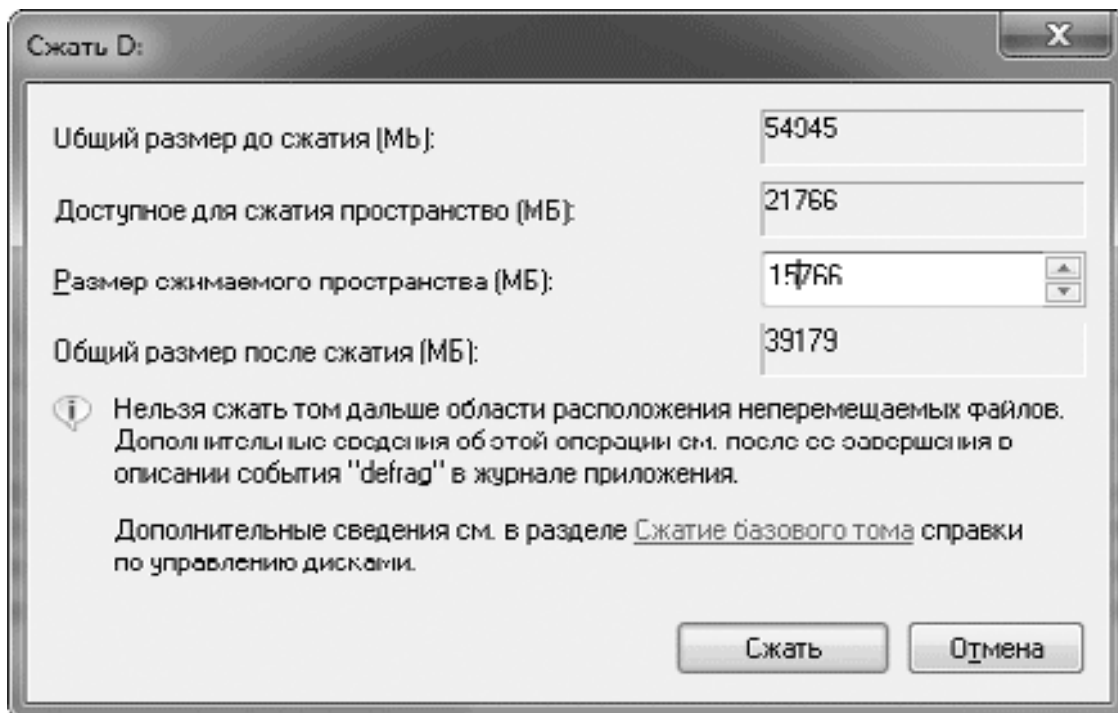 Сжать D:
Общий размер до сжатия (МБ): 54945
Доступное для сжатия пространство (МБ): 21766
Размер сжимаемого пространства (МБ): 15766
Общий размер после сжатия (МБ): 39179
Нельзя сжать том дальше области расположения неперемещаемых файлов.
Дополнительные сведения об этой операции см. после ее завершения в
описании события "defrag" в журнале приложения.
Дополнительные сведения см. в разделе Сжатие базового тома справки
по управлению дисками.
Сжать Отмена